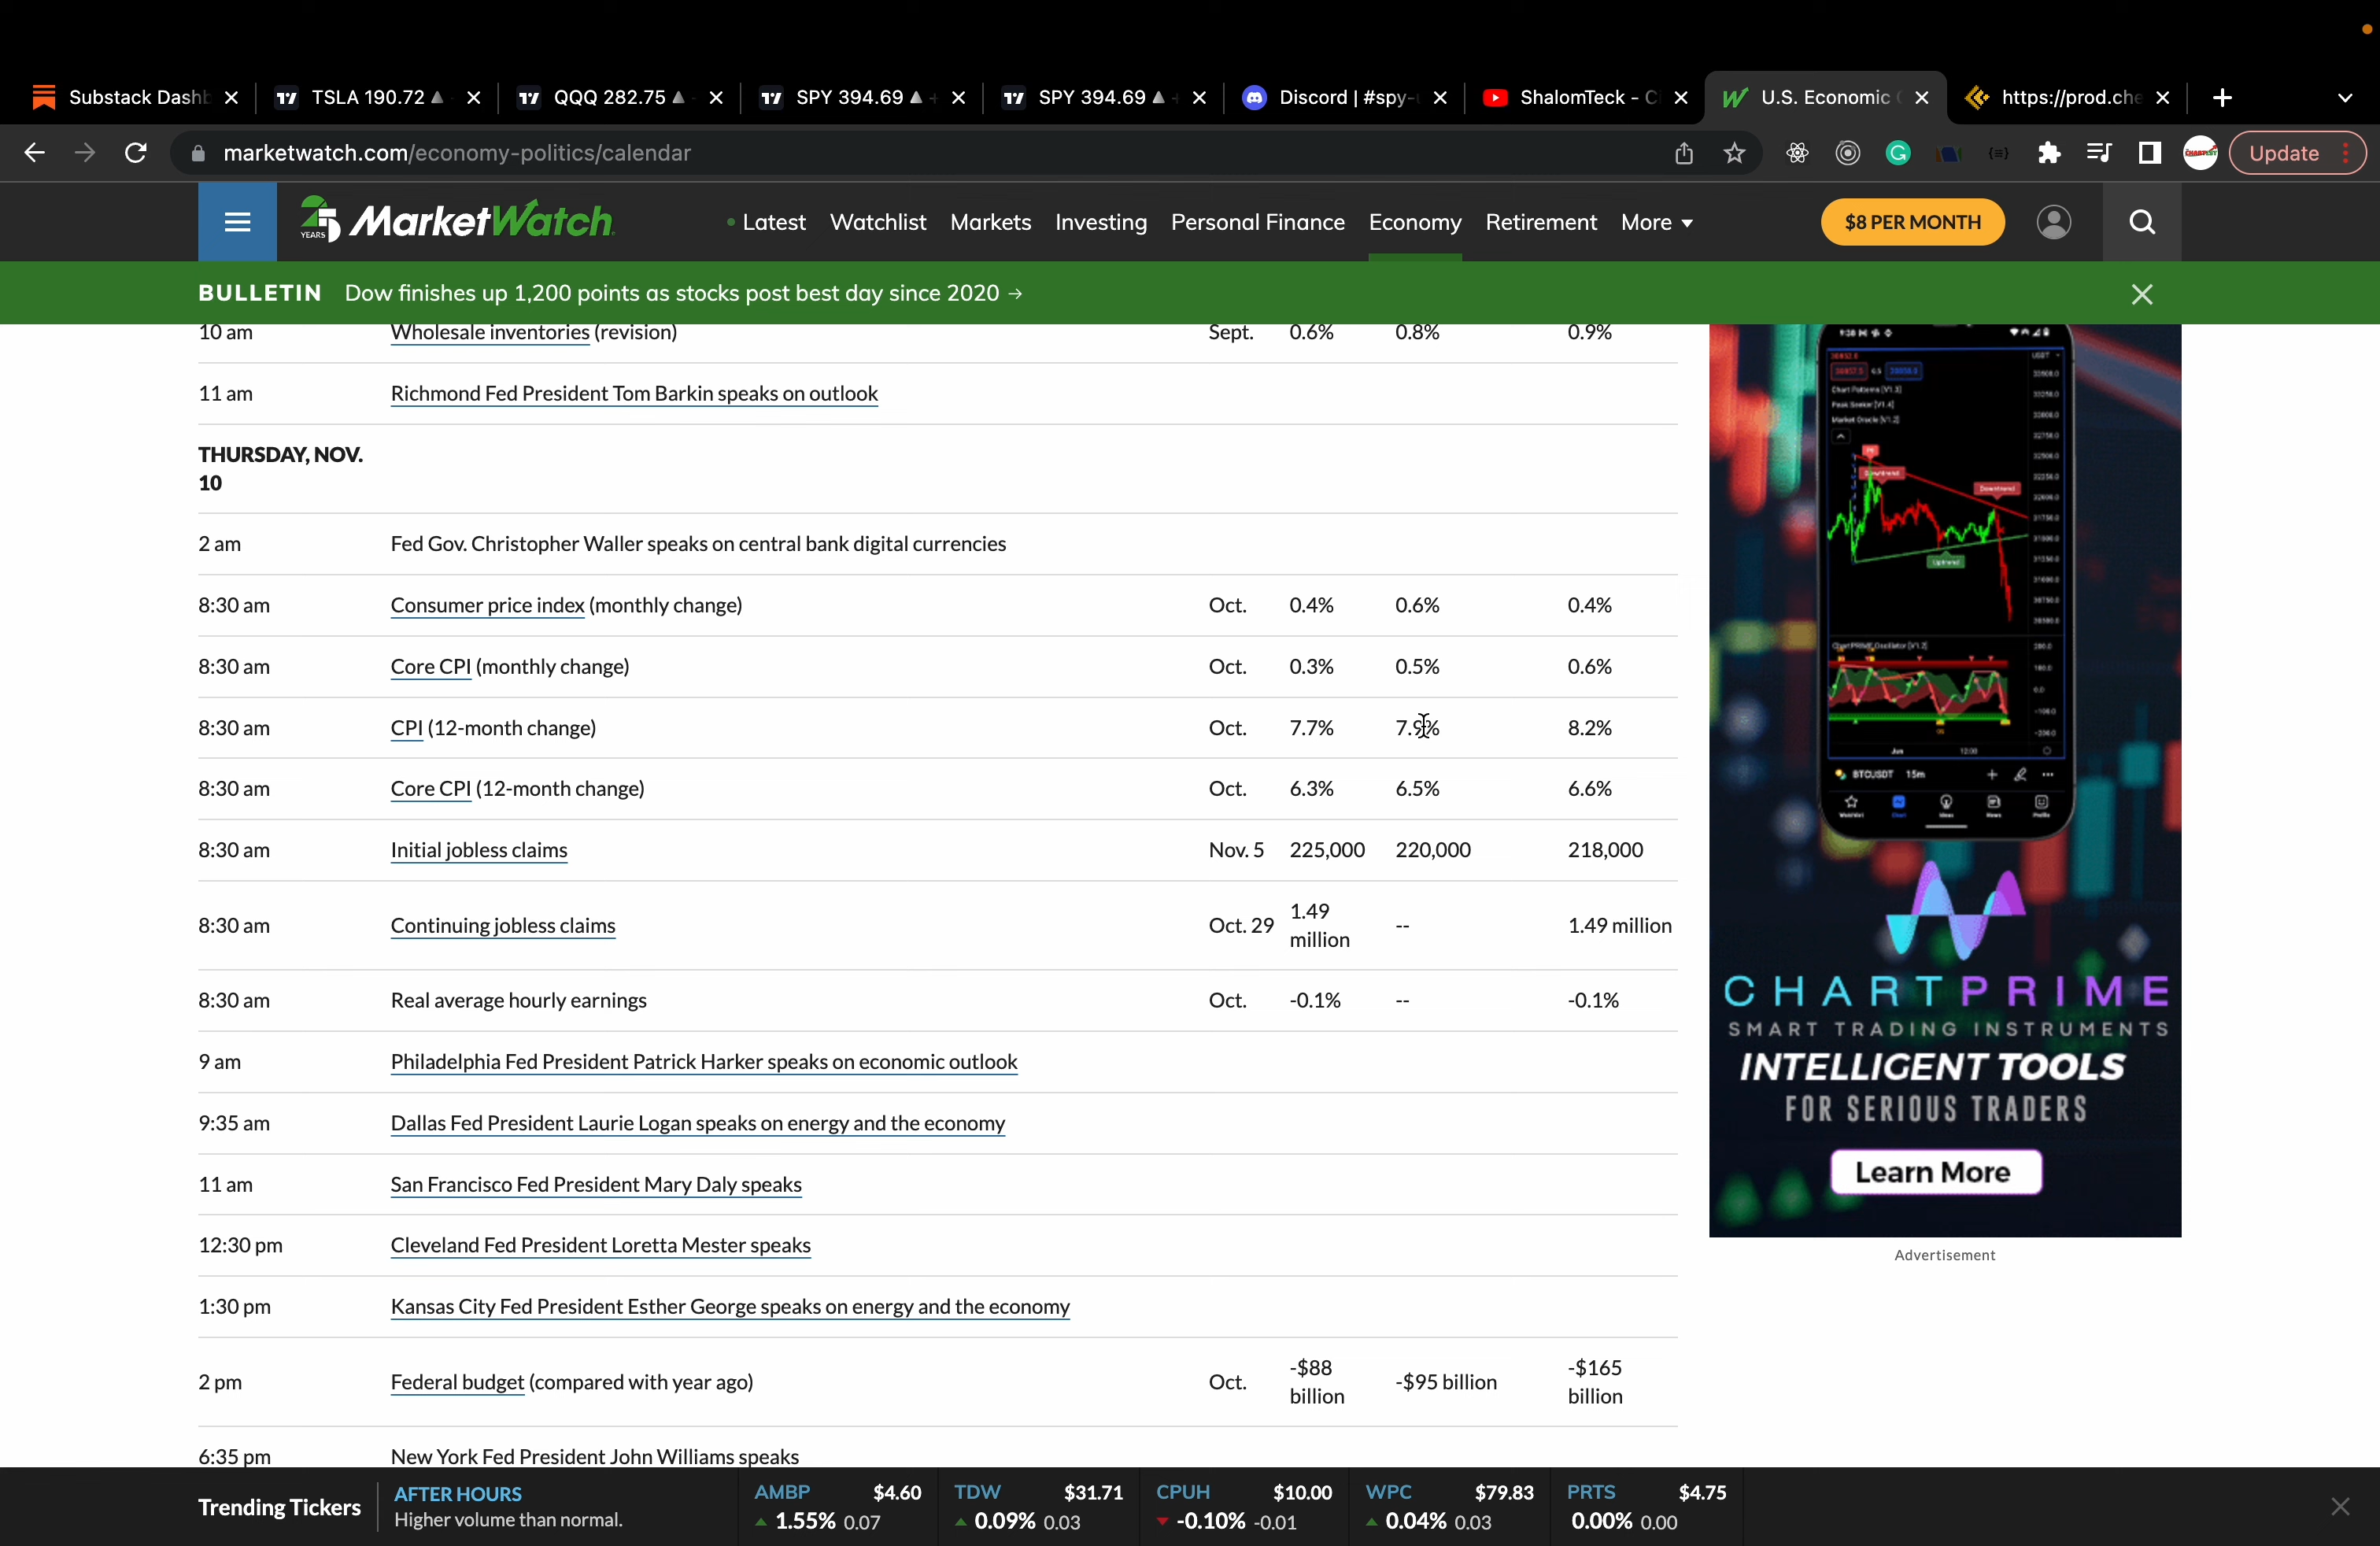 Substack Dashb
TSLA 190.72
QQQ 282.75
SPY 394.69
SPY 394.69
Discord | #spy-
ShalomTeck - C
U.S. Economic
https://prod.che
marketwatch.com/economy-politics/calendar
Update
25 YEARS MarketWatch
Latest Watchlist Markets Investing Personal Finance Economy Retirement More
$8 PER MONTH
BULLETIN Dow finishes up 1,200 points as stocks post best day since 2020 →
10 am Wholesale inventories (revision) Sept. 0.6% 0.8% 0.9%
11 am Richmond Fed President Tom Barkin speaks on outlook
THURSDAY, NOV.
10
2 am Fed Gov. Christopher Waller speaks on central bank digital currencies
8:30 am Consumer price index (monthly change) Oct. 0.4% 0.6% 0.4%
8:30 am Core CPI (monthly change) Oct. 0.3% 0.5% 0.6%
8:30 am CPI (12-month change) Oct. 7.7% 7.9% 8.2%
8:30 am Core CPI (12-month change) Oct. 6.3% 6.5% 6.6%
8:30 am Initial jobless claims Nov. 5 225,000 220,000 218,000
8:30 am Continuing jobless claims Oct. 29 1.49 million -- 1.49 million
8:30 am Real average hourly earnings Oct. -0.1% -- -0.1%
9 am Philadelphia Fed President Patrick Harker speaks on economic outlook
9:35 am Dallas Fed President Laurie Logan speaks on energy and the economy
11 am San Francisco Fed President Mary Daly speaks
12:30 pm Cleveland Fed President Loretta Mester speaks
1:30 pm Kansas City Fed President Esther George speaks on energy and the economy
2 pm Federal budget (compared with year ago) Oct. -$88 billion -$95 billion -$165 billion
6:35 pm New York Fed President John Williams speaks
Downtrend
Downtrend
Uptrend
BTCUSDT 15m
CHARTPRIME
SMART TRADING INSTRUMENTS
INTELLIGENT TOOLS
FOR SERIOUS TRADERS
Learn More
Advertisement
Trending Tickers
AFTER HOURS
Higher volume than normal.
AMBP $4.60
1.55% 0.07
TDW $31.71
0.09% 0.03
CPUH $10.00
-0.10% -0.01
WPC $79.83
0.04% 0.03
PRTS $4.75
0.00% 0.00